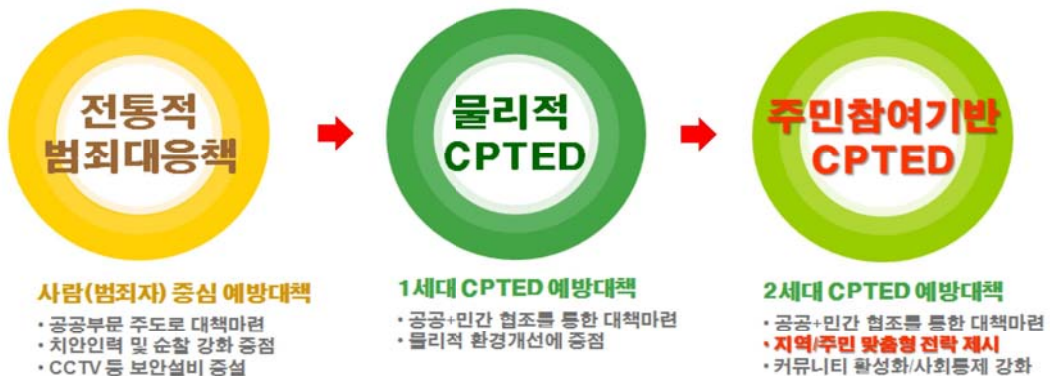 전통적
범죄대응책
물리적
CPTED
주민참여기반
CPTED
사람(범죄자) 중심 예방대책
• 공공부문 주도로 대책마련
• 치안인력 및 순찰 강화 중점
• CCTV 등 보안설비 증설
1세대 CPTED 예방대책
• 공공+민간 협조를 통한 대책마련
• 물리적 환경개선에 중점
2세대 CPTED 예방대책
• 공공+민간 협조를 통한 대책마련
• 지역/주민 맞춤형 전략 제시
• 커뮤니티 활성화/사회통제 강화